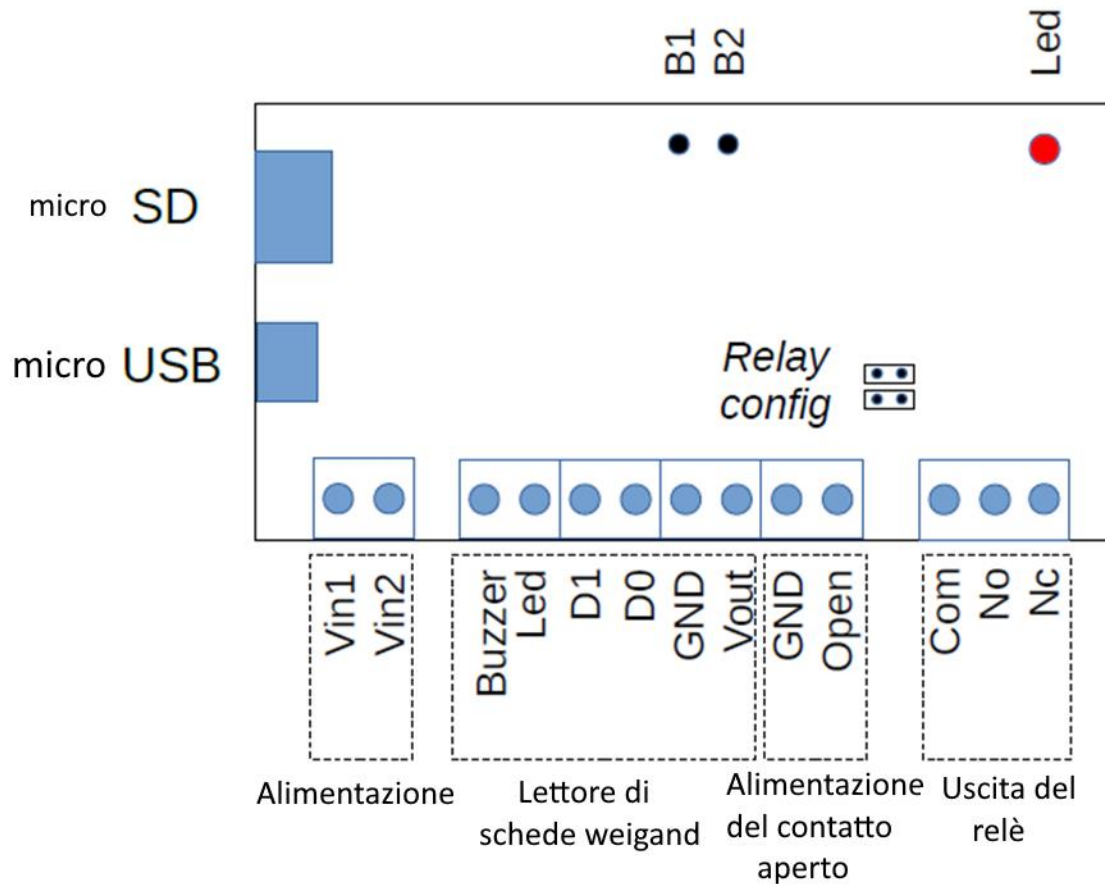 B1
B2
Led
micro SD
micro USB
Relay
config
Vin1
Vin2
Buzzer
Led
D1
D0
GND
Vout
GND
Open
Com
No
Nc
Alimentazione
Lettore di
schede weigand
Alimentazione
del contatto
aperto
Uscita del
relè